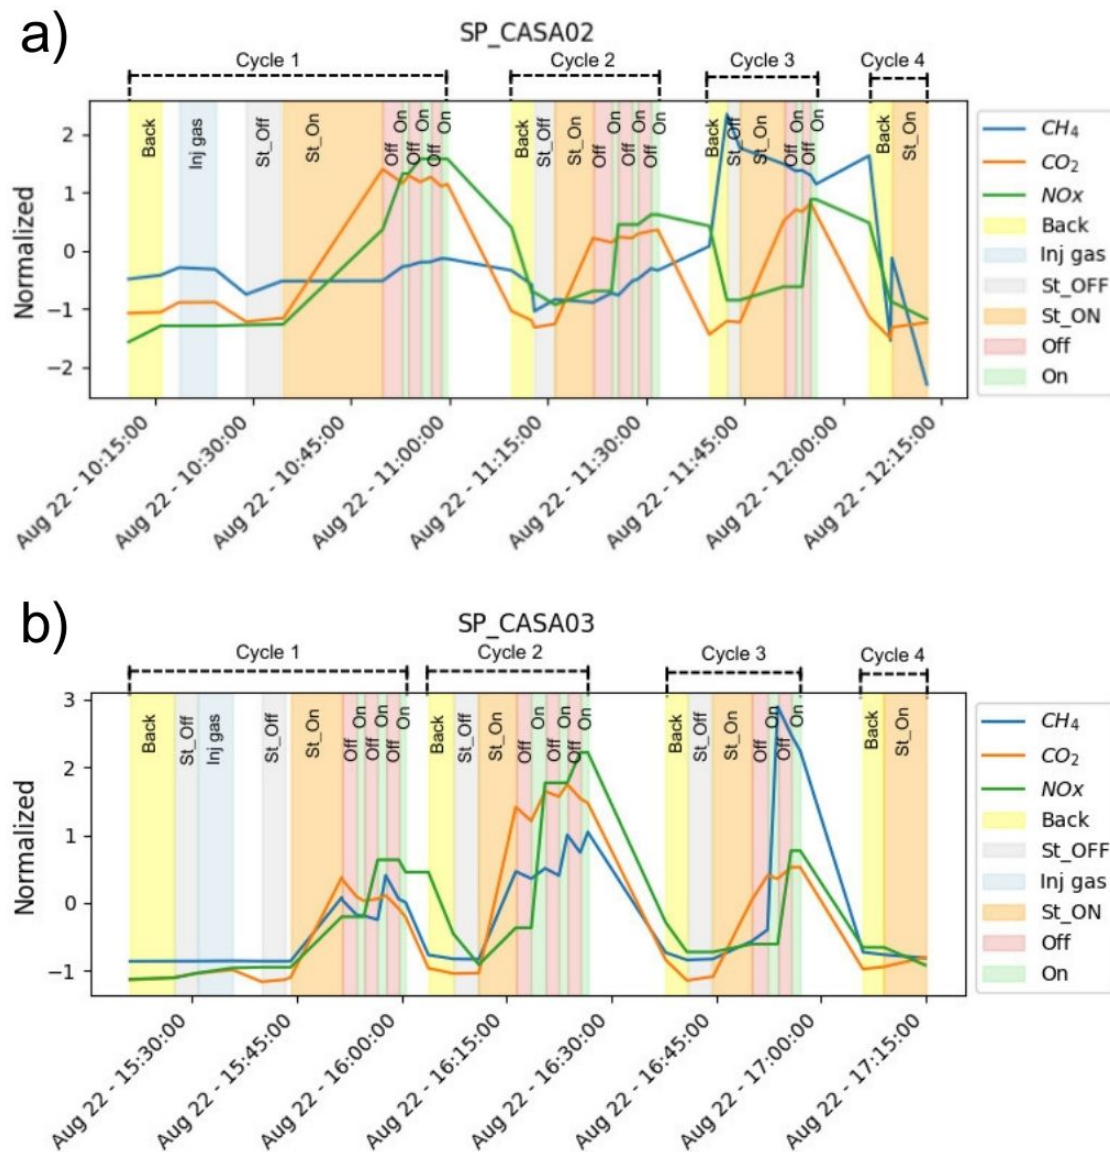 a)
SP_CASA02
Cycle 1 Cycle 2 Cycle 3 Cycle 4
Back Inj gas St_Off St_On Off On Off On Off On Back St_Off St_On Off On Off On Off On Back St_Off St_On Off On Off On Back St_On
Normalized
2
1
0
−1
−2
Aug 22 - 10:15:00
Aug 22 - 10:30:00
Aug 22 - 10:45:00
Aug 22 - 11:00:00
Aug 22 - 11:15:00
Aug 22 - 11:30:00
Aug 22 - 11:45:00
Aug 22 - 12:00:00
Aug 22 - 12:15:00
CH₄
CO₂
NOx
Back
Inj gas
St_OFF
St_ON
Off
On
b)
SP_CASA03
Cycle 1 Cycle 2 Cycle 3 Cycle 4
Back St_Off Inj gas St_Off St_On Off On Off On Off On Back St_Off St_On Off On Off On Off On Back St_Off St_On Off On Off On Back St_On
Normalized
3
2
1
0
−1
Aug 22 - 15:30:00
Aug 22 - 15:45:00
Aug 22 - 16:00:00
Aug 22 - 16:15:00
Aug 22 - 16:30:00
Aug 22 - 16:45:00
Aug 22 - 17:00:00
Aug 22 - 17:15:00
CH₄
CO₂
NOx
Back
St_OFF
Inj gas
St_ON
Off
On